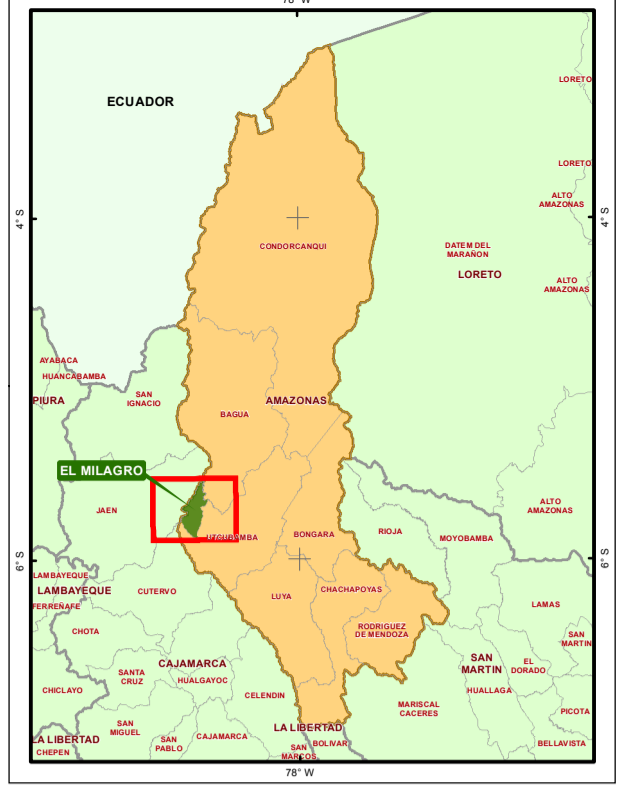 78° W
ECUADOR
LORETO
LORETO
ALTO
AMAZONAS
4° S
4° S
CONDORCANQUI
DATEM DEL
MARAÑON
LORETO
ALTO
AMAZONAS
AYABACA
HUANCABAMBA
PIURA
SAN
IGNACIO
AMAZONAS
BAGUA
EL MILAGRO
JAEN
ALTO
AMAZONAS
UTCUBAMBA
BONGARA
RIOJA
MOYOBAMBA
6° S
6° S
LAMBAYEQUE
LAMBAYEQUE
FERREÑAFE
CUTERVO
LUYA
CHACHAPOYAS
LAMAS
CHOTA
RODRIGUEZ
DE MENDOZA
SAN
MARTIN
CAJAMARCA
SANTA
CRUZ
HUALGAYOC
SAN
MARTIN
EL
DORADO
CHICLAYO
CELENDIN
HUALLAGA
MARISCAL
CACERES
PICOTA
SAN
MIGUEL
LA LIBERTAD
LA LIBERTAD
CHEPEN
SAN
PABLO
CAJAMARCA
SAN
MARCOS
BOLIVAR
BELLAVISTA
78° W